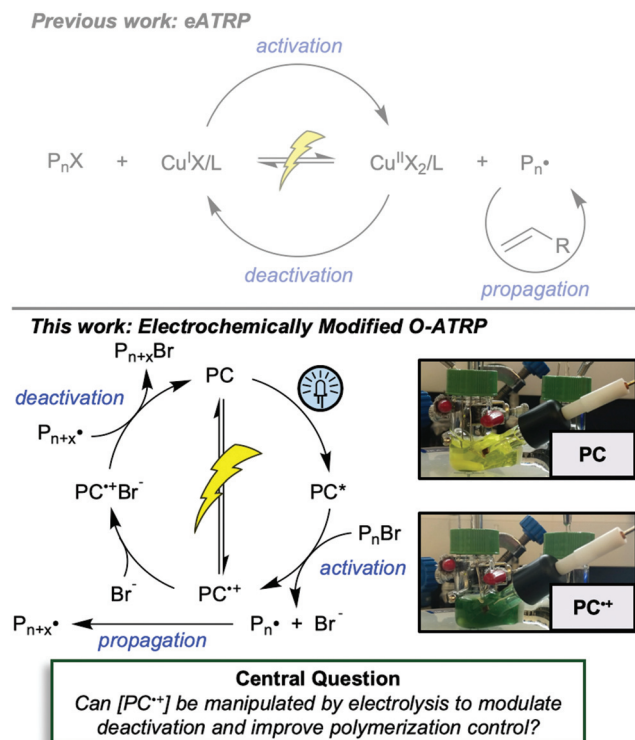 Previous work: eATRP
activation
PₙX + CuᴵX/L CuᴵᴵX₂/L + Pₙ•
R
deactivation
propagation
This work: Electrochemically Modified O-ATRP
Pₙ₊ₓBr
PC
deactivation
Pₙ₊ₓ•
PC
PC•⁺Br⁻
PC*
PₙBr
activation
Br⁻
PC•⁺
PC•⁺
Pₙ₊ₓ• Pₙ• + Br⁻
propagation
Central Question
Can [PC•⁺] be manipulated by electrolysis to modulate
deactivation and improve polymerization control?